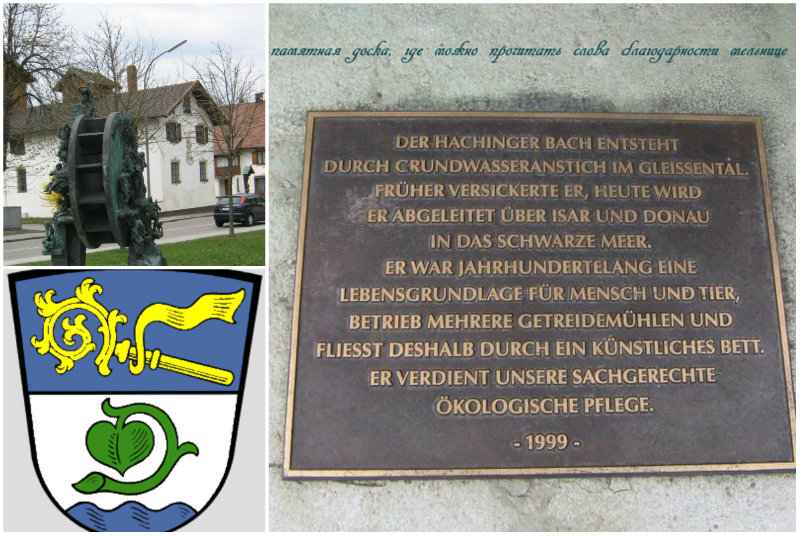 памятная доска, где можно прочитать слова благодарности мельнице
DER HACHINGER BACH ENTSTEHT
DURCH GRUNDWASSERANSTICH IM GLEISSENTAL.
FRÜHER VERSICKERTE ER, HEUTE WIRD
ER ABGELEITET ÜBER ISAR UND DONAU
IN DAS SCHWARZE MEER.
ER WAR JAHRHUNDERTELANG EINE
LEBENSGRUNDLAGE FÜR MENSCH UND TIER,
BETRIEB MEHRERE GETREIDEMÜHLEN UND
FLIESST DESHALB DURCH EIN KÜNSTLICHES BETT.
ER VERDIENT UNSERE SACHGERECHTE
ÖKOLOGISCHE PFLEGE.
- 1999 -